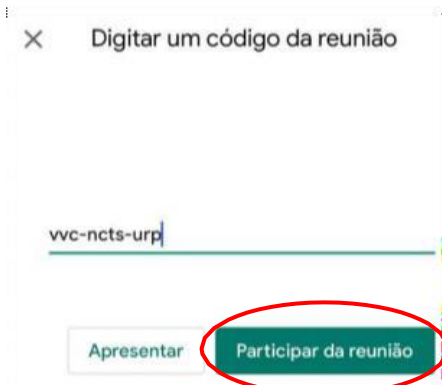 Digitar um código da reunião
vvc-ncts-urp
Apresentar
Participar da reunião